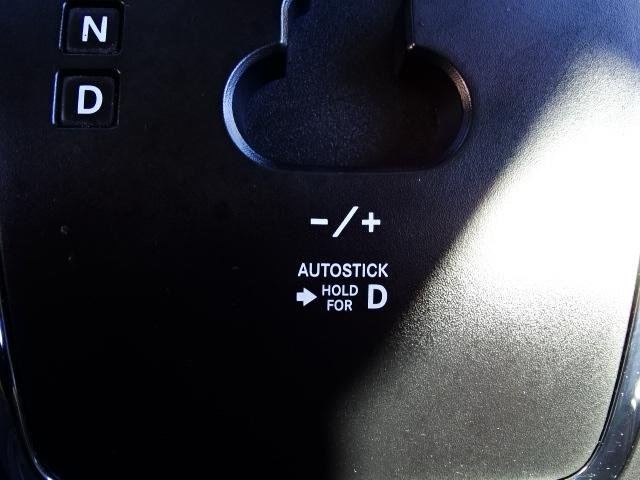 N
D
-/+
AUTOSTICK
➡ HOLD FOR D